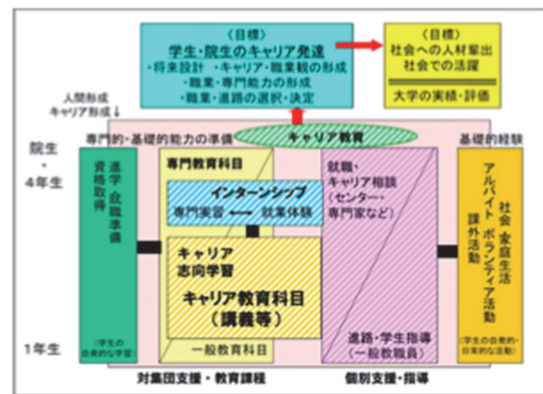 〈目標〉
学生・院生のキャリア発達
・将来設計 ・キャリア・職業観の形成
・職業・専門能力の形成
・職業・進路の選択・決定
〈目標〉
社会への人材輩出
社会での活躍
大学の実績・評価
人間形成
キャリア形成↓
専門的・基礎的能力の準備
キャリア教育
基礎的経験
院生
・
4年生
1年生
進学・就職準備
資格取得
(学生の
自発的な学習)
専門教育科目
インターンシップ
専門実習 ←→ 就業体験
キャリア
志向学習
キャリア教育科目
(講義等)
一般教育科目
就職・
キャリア相談
(センター・
専門家など)
進路・学生指導
(一般教職員)
社会・家庭生活
アルバイト ボランティア活動
課外活動
(学生の自発的・
日常的な活動)
対集団支援・教育課程
個別支援・指導